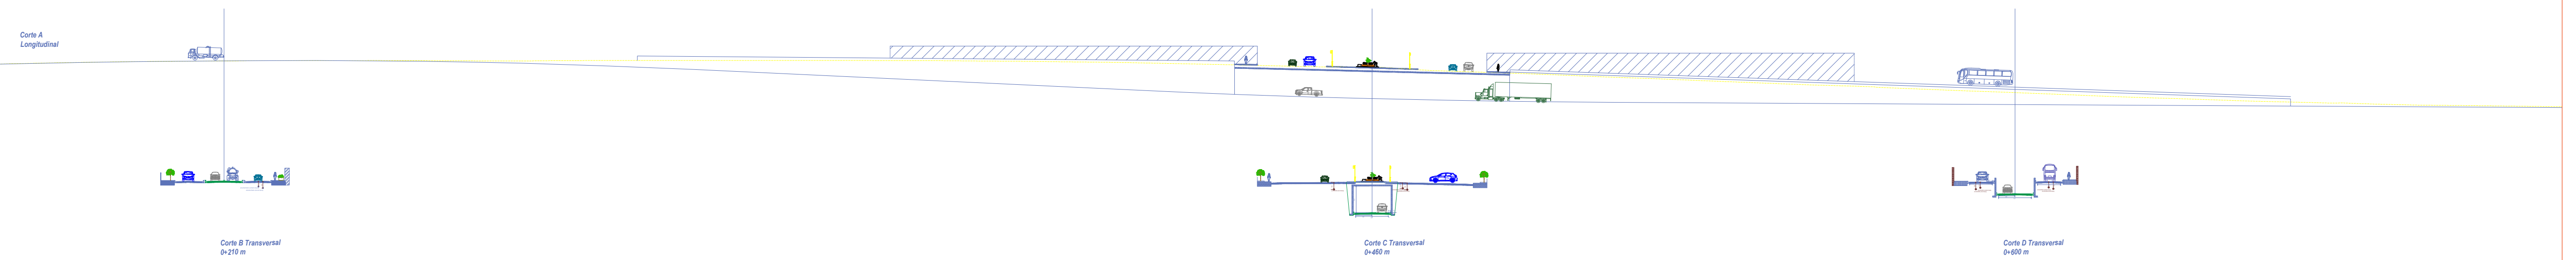 Corte A
Longitudinal
Corte B Transversal
0+210 m
Corte C Transversal
0+460 m
Corte D Transversal
0+600 m